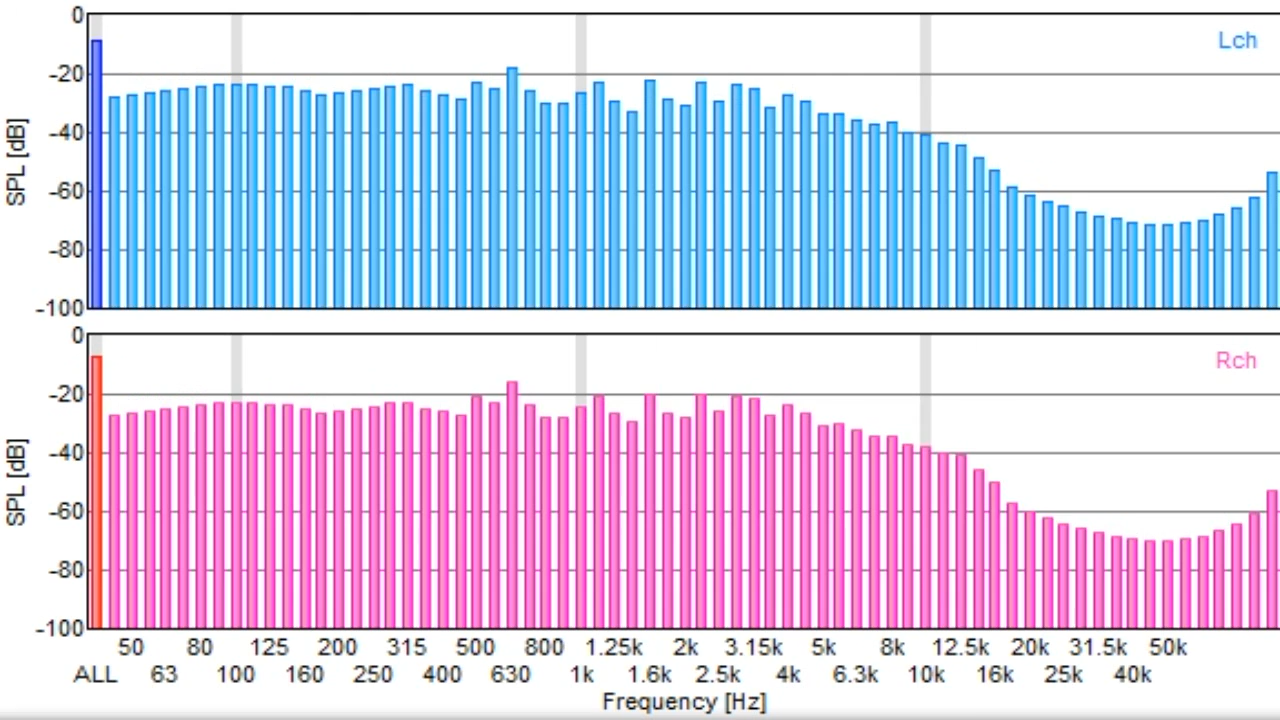 0
Lch
-20
-40
SPL [dB]
-60
-80
-100
0
Rch
-20
-40
SPL [dB]
-60
-80
-100
50 80 125 200 315 500 800 1.25k 2k 3.15k 5k 8k 12.5k 20k 31.5k 50k
ALL 63 100 160 250 400 630 1k 1.6k 2.5k 4k 6.3k 10k 16k 25k 40k
Frequency [Hz]